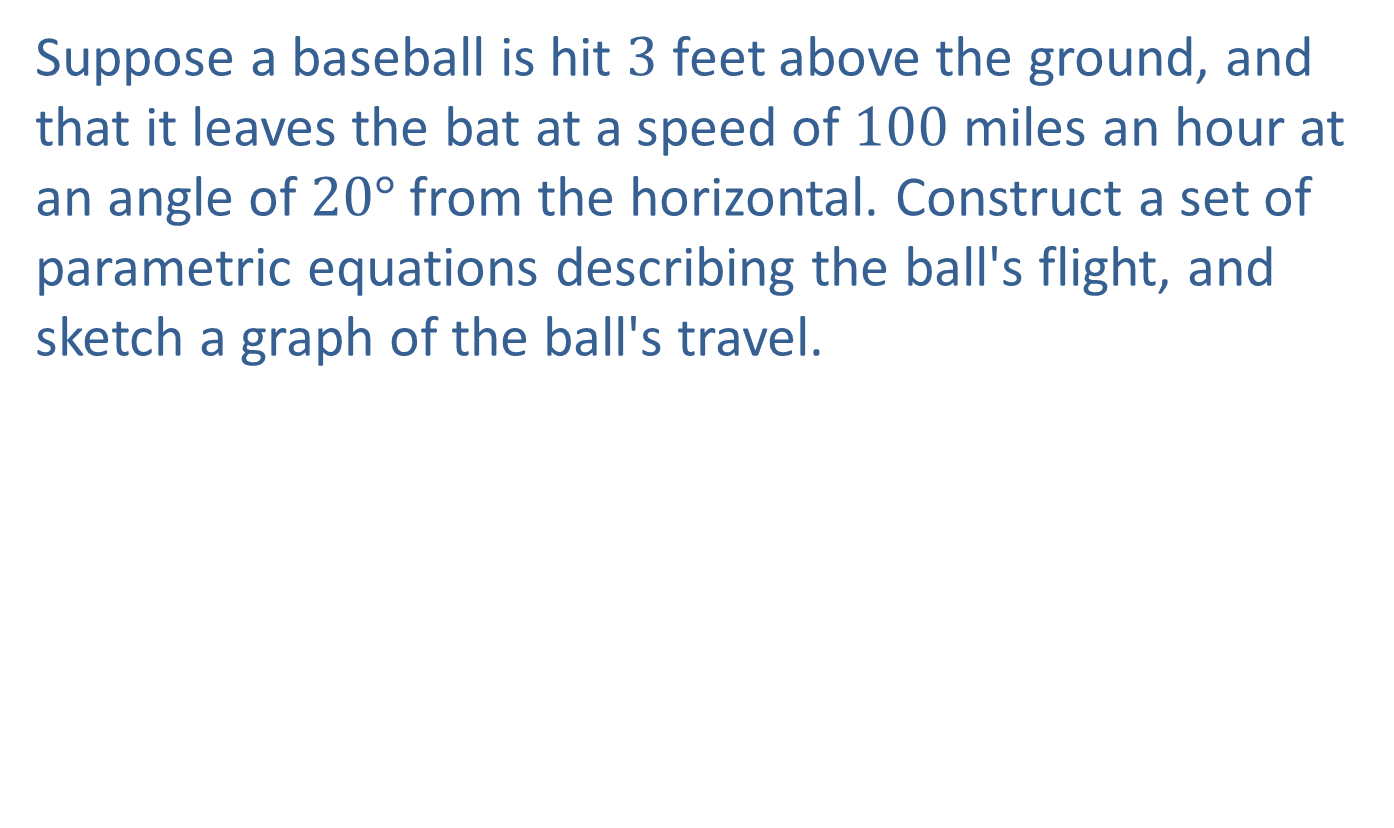 Suppose a baseball is hit 3 feet above the ground, and
that it leaves the bat at a speed of 100 miles an hour at
an angle of 20° from the horizontal. Construct a set of
parametric equations describing the ball's flight, and
sketch a graph of the ball's travel.